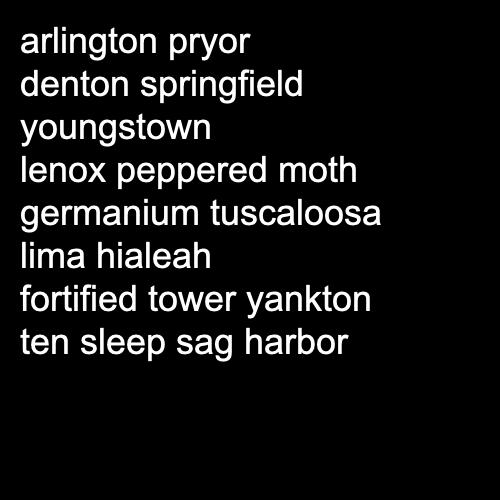 arlington pryor
denton springfield
youngstown
lenox peppered moth
germanium tuscaloosa
lima hialeah
fortified tower yankton
ten sleep sag harbor